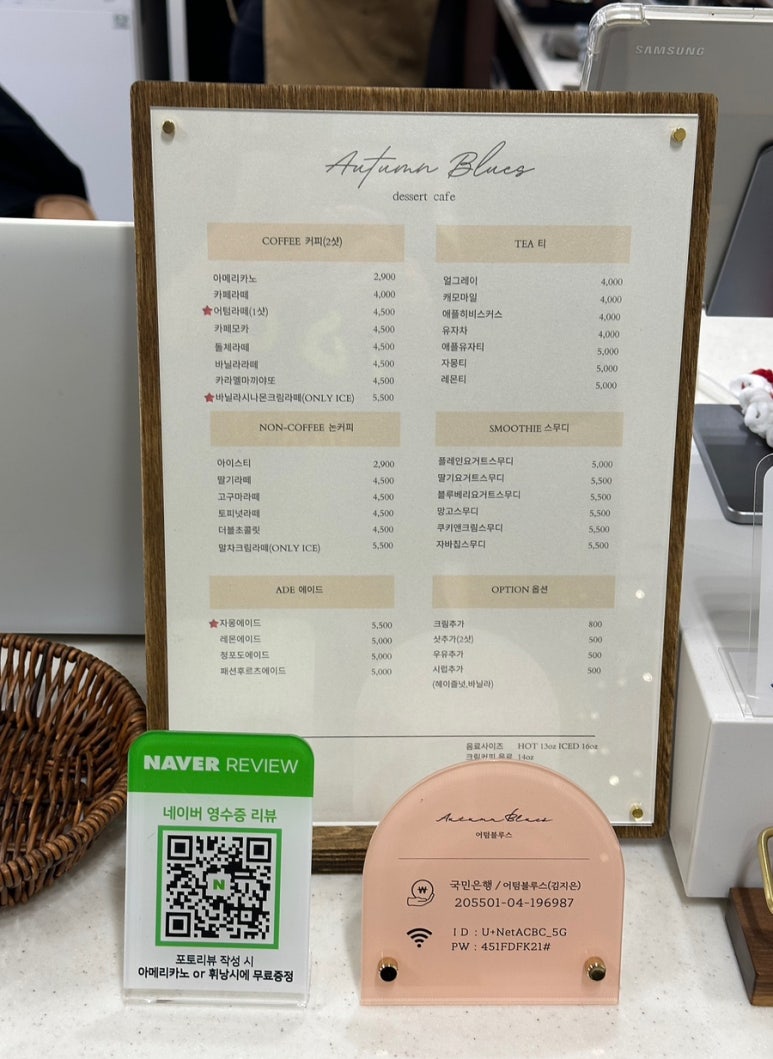 SAMSUNG
Autumn Blues
dessert cafe
COFFEE 커피(2샷)
아메리카노 2,900
카페라떼 4,000
어텀라떼(1샷) 4,500
카페모카 4,500
돌체라떼 4,500
바닐라라떼 4,500
카라멜마끼야또 4,500
바닐라시나몬크림라떼(ONLY ICE) 5,500
TEA 티
얼그레이 4,000
캐모마일 4,000
애플히비스커스 4,000
유자차 4,000
애플유자티 5,000
자몽티 5,000
레몬티 5,000
NON-COFFEE 논커피
아이스티 2,900
딸기라떼 4,500
고구마라떼 4,500
토피넛라떼 4,500
더블초콜릿 4,500
말차크림라떼(ONLY ICE) 5,500
SMOOTHIE 스무디
플레인요거트스무디 5,000
딸기요거트스무디 5,500
블루베리요거트스무디 5,500
망고스무디 5,500
쿠키앤크림스무디 5,500
자바칩스무디 5,500
ADE 에이드
자몽에이드 5,500
레몬에이드 5,000
청포도에이드 5,000
패션후르츠에이드 5,000
OPTION 옵션
크림추가 800
샷추가(2샷) 500
우유추가 500
시럽추가 500
(헤이즐넛,바닐라)
음료사이즈 HOT 13oz ICED 16oz
크림커피 음료 14oz
NAVER REVIEW
네이버 영수증 리뷰
N
포토리뷰 작성 시
아메리카노 or 휘낭시에 무료증정
Autumn Blues
어텀블루스
국민은행 / 어텀블루스(김지은)
205501-04-196987
ID : U+NetACBC_5G
PW : 451FDFK21#